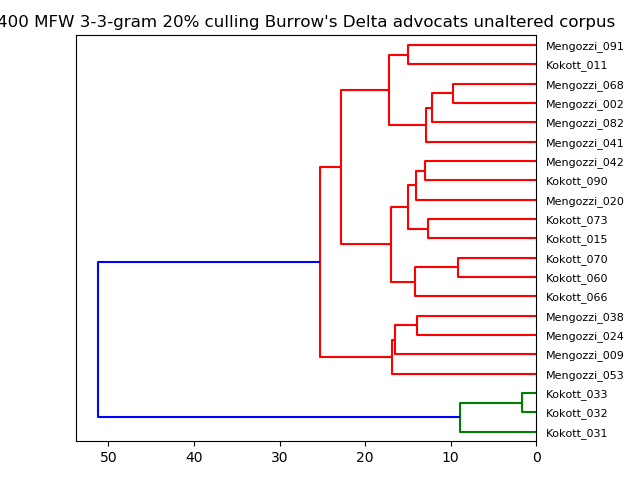 400 MFW 3-3-gram 20% culling Burrow's Delta advocats unaltered corpus
Mengozzi_091
Kokott_011
Mengozzi_068
Mengozzi_002
Mengozzi_082
Mengozzi_041
Mengozzi_042
Kokott_090
Mengozzi_020
Kokott_073
Kokott_015
Kokott_070
Kokott_060
Kokott_066
Mengozzi_038
Mengozzi_024
Mengozzi_009
Mengozzi_053
Kokott_033
Kokott_032
Kokott_031
50 40 30 20 10 0